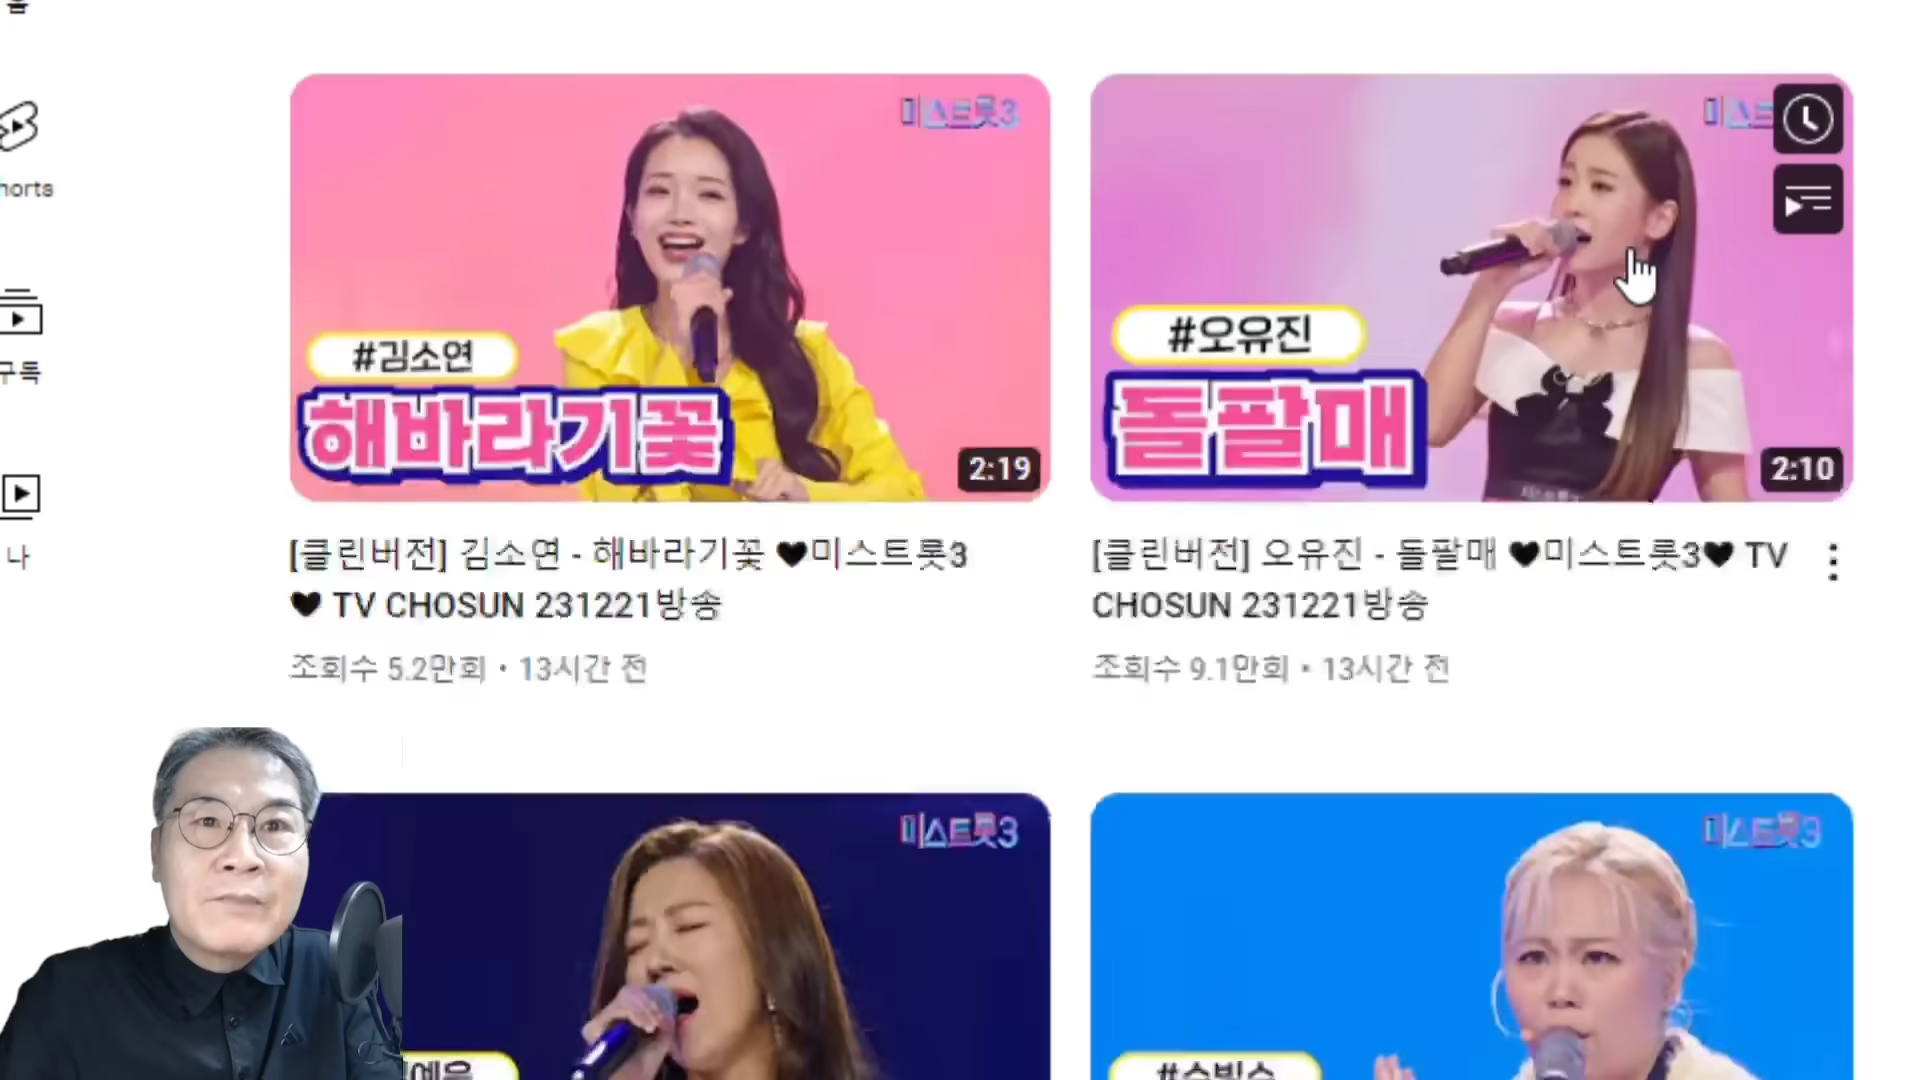 홈
horts
구독
나
미스트롯3
#김소연
해바라기꽃
2:19
[클린버전] 김소연 - 해바라기꽃 🖤미스트롯3
🖤 TV CHOSUN 231221방송
조회수 5.2만회 • 13시간 전
미스트
#오유진
돌팔매
2:10
[클린버전] 오유진 - 돌팔매 🖤미스트롯3🖤 TV
CHOSUN 231221방송
조회수 9.1만회 • 13시간 전
미스트롯3
미스트롯3